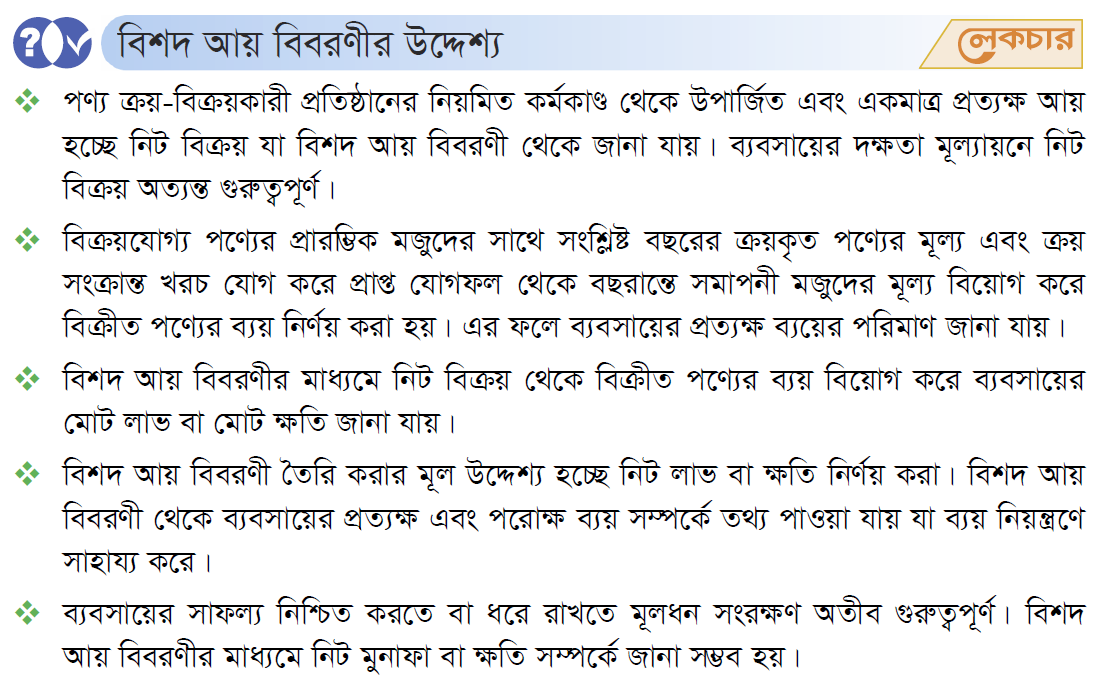 ?✓ বিশদ আয় বিবরণীর উদ্দেশ্য
লেকচার
❖ পণ্য ক্রয়-বিক্রয়কারী প্রতিষ্ঠানের নিয়মিত কর্মকাণ্ড থেকে উপার্জিত এবং একমাত্র প্রত্যক্ষ আয়
হচ্ছে নিট বিক্রয় যা বিশদ আয় বিবরণী থেকে জানা যায়। ব্যবসায়ের দক্ষতা মূল্যায়নে নিট
বিক্রয় অত্যন্ত গুরুত্বপূর্ণ।
❖ বিক্রয়যোগ্য পণ্যের প্রারম্ভিক মজুদের সাথে সংশ্লিষ্ট বছরের ক্রয়কৃত পণ্যের মূল্য এবং ক্রয়
সংক্রান্ত খরচ যোগ করে প্রাপ্ত যোগফল থেকে বছরান্তে সমাপনী মজুদের মূল্য বিয়োগ করে
বিক্রীত পণ্যের ব্যয় নির্ণয় করা হয়। এর ফলে ব্যবসায়ের প্রত্যক্ষ ব্যয়ের পরিমাণ জানা যায়।
❖ বিশদ আয় বিবরণীর মাধ্যমে নিট বিক্রয় থেকে বিক্রীত পণ্যের ব্যয় বিয়োগ করে ব্যবসায়ের
মোট লাভ বা মোট ক্ষতি জানা যায়।
❖ বিশদ আয় বিবরণী তৈরি করার মূল উদ্দেশ্য হচ্ছে নিট লাভ বা ক্ষতি নির্ণয় করা। বিশদ আয়
বিবরণী থেকে ব্যবসায়ের প্রত্যক্ষ এবং পরোক্ষ ব্যয় সম্পর্কে তথ্য পাওয়া যায় যা ব্যয় নিয়ন্ত্রণে
সাহায্য করে।
❖ ব্যবসায়ের সাফল্য নিশ্চিত করতে বা ধরে রাখতে মূলধন সংরক্ষণ অতীব গুরুত্বপূর্ণ। বিশদ
আয় বিবরণীর মাধ্যমে নিট মুনাফা বা ক্ষতি সম্পর্কে জানা সম্ভব হয়।